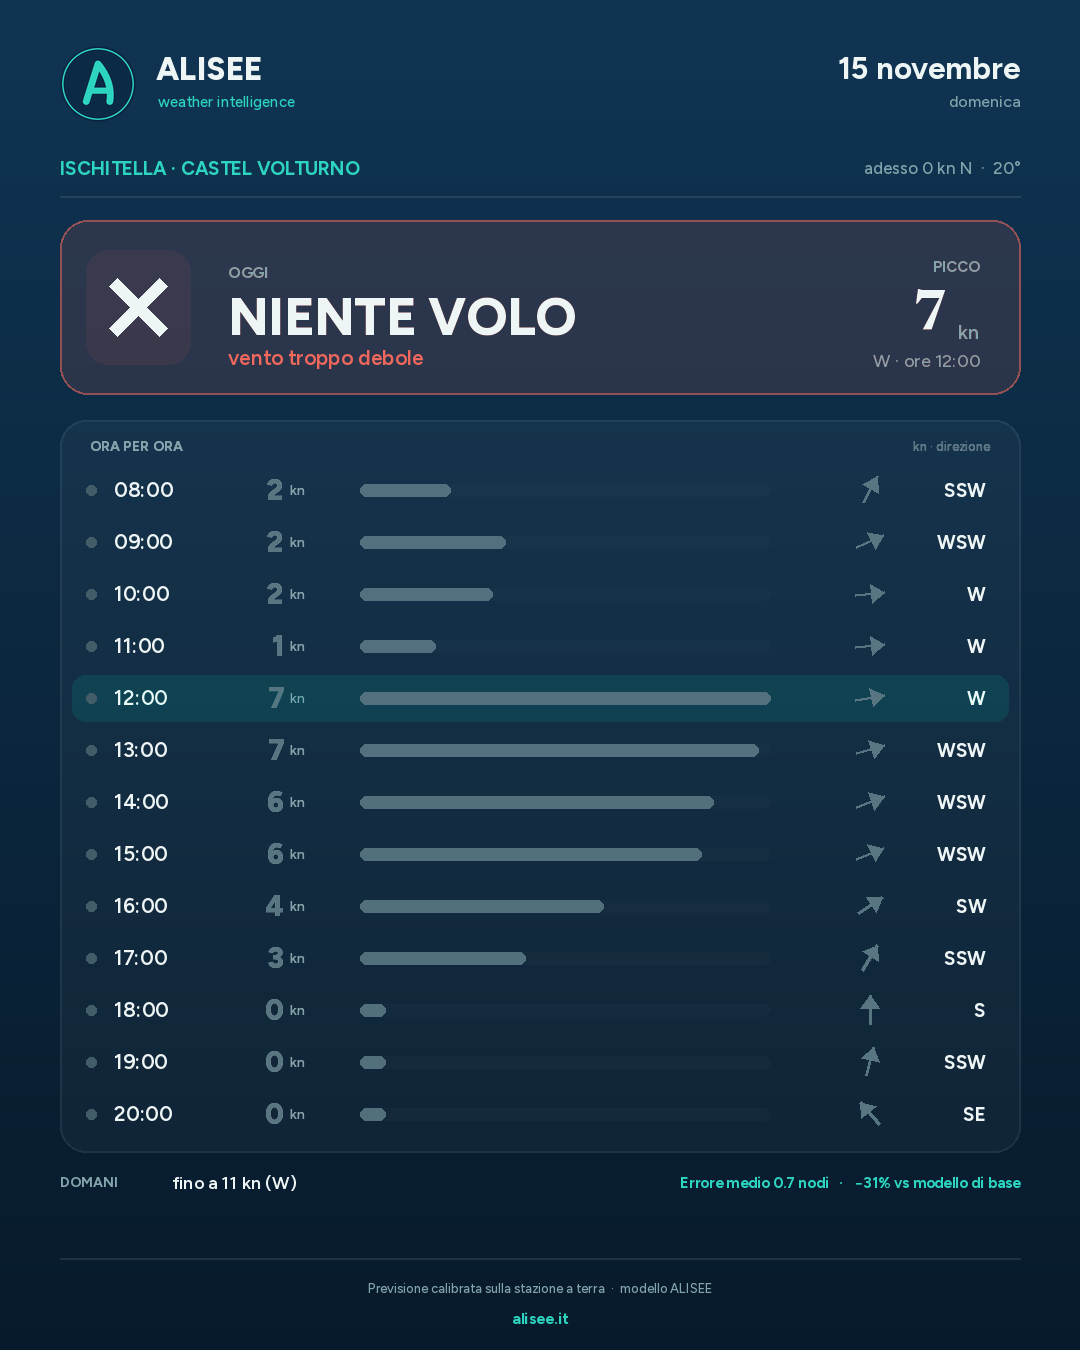 A
ALISEE
weather intelligence
15 novembre
domenica
ISCHITELLA · CASTEL VOLTURNO
adesso 0 kn N · 20°
OGGI
NIENTE VOLO
vento troppo debole
PICCO
7 kn
W · ore 12:00
ORA PER ORA kn · direzione
08:00 2 kn SSW
09:00 2 kn WSW
10:00 2 kn W
11:00 1 kn W
12:00 7 kn W
13:00 7 kn WSW
14:00 6 kn WSW
15:00 6 kn WSW
16:00 4 kn SW
17:00 3 kn SSW
18:00 0 kn S
19:00 0 kn SSW
20:00 0 kn SE
DOMANI fino a 11 kn (W) Errore medio 0.7 nodi · −31% vs modello di base
Previsione calibrata sulla stazione a terra · modello ALISEE
alisee.it